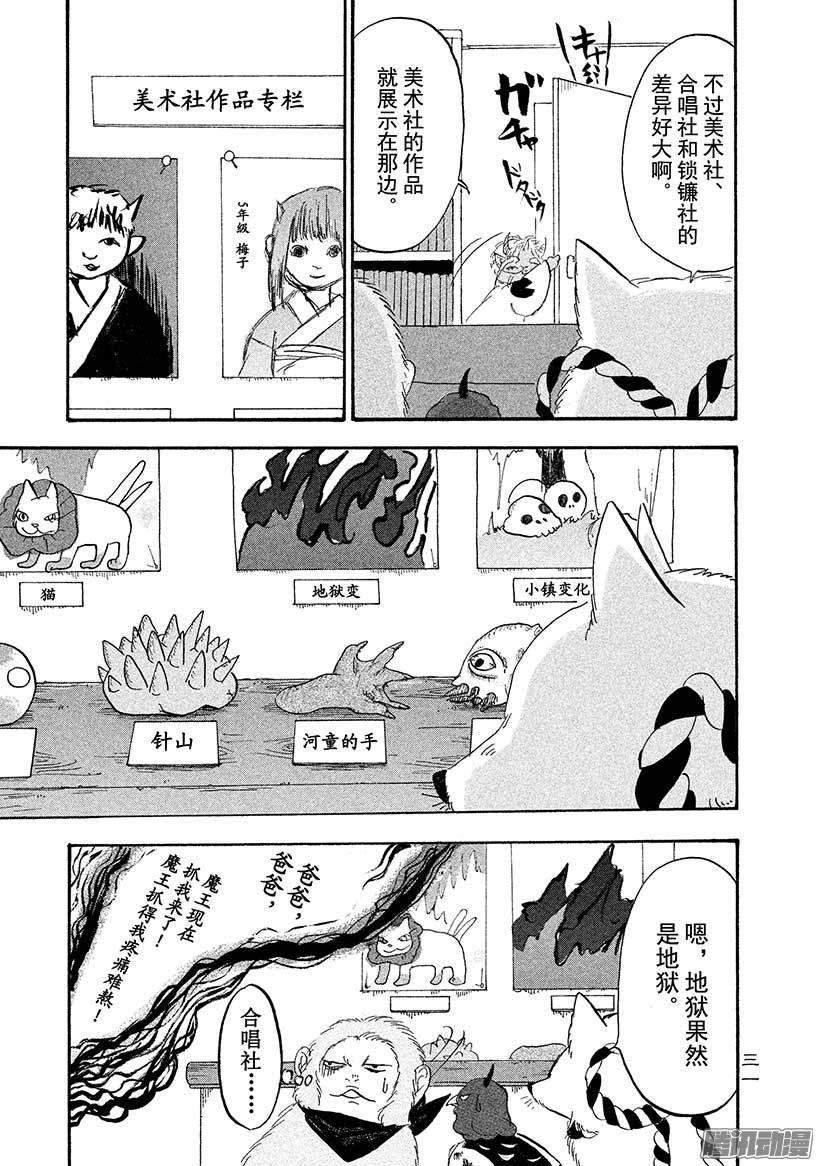 不过美术社、
合唱社和锁镰社的
差异好大啊。
ガチャ
美术社的作品
就展示在那边。
美术社作品专栏
5年级 梅子
猫
地狱变
小镇变化
针山
河童的手
嗯，地狱果然
是地狱。
爸爸，
爸爸，
魔王现在
抓我来了！
魔王抓得我疼痛难熬！
合唱社……
三一
腾讯动漫